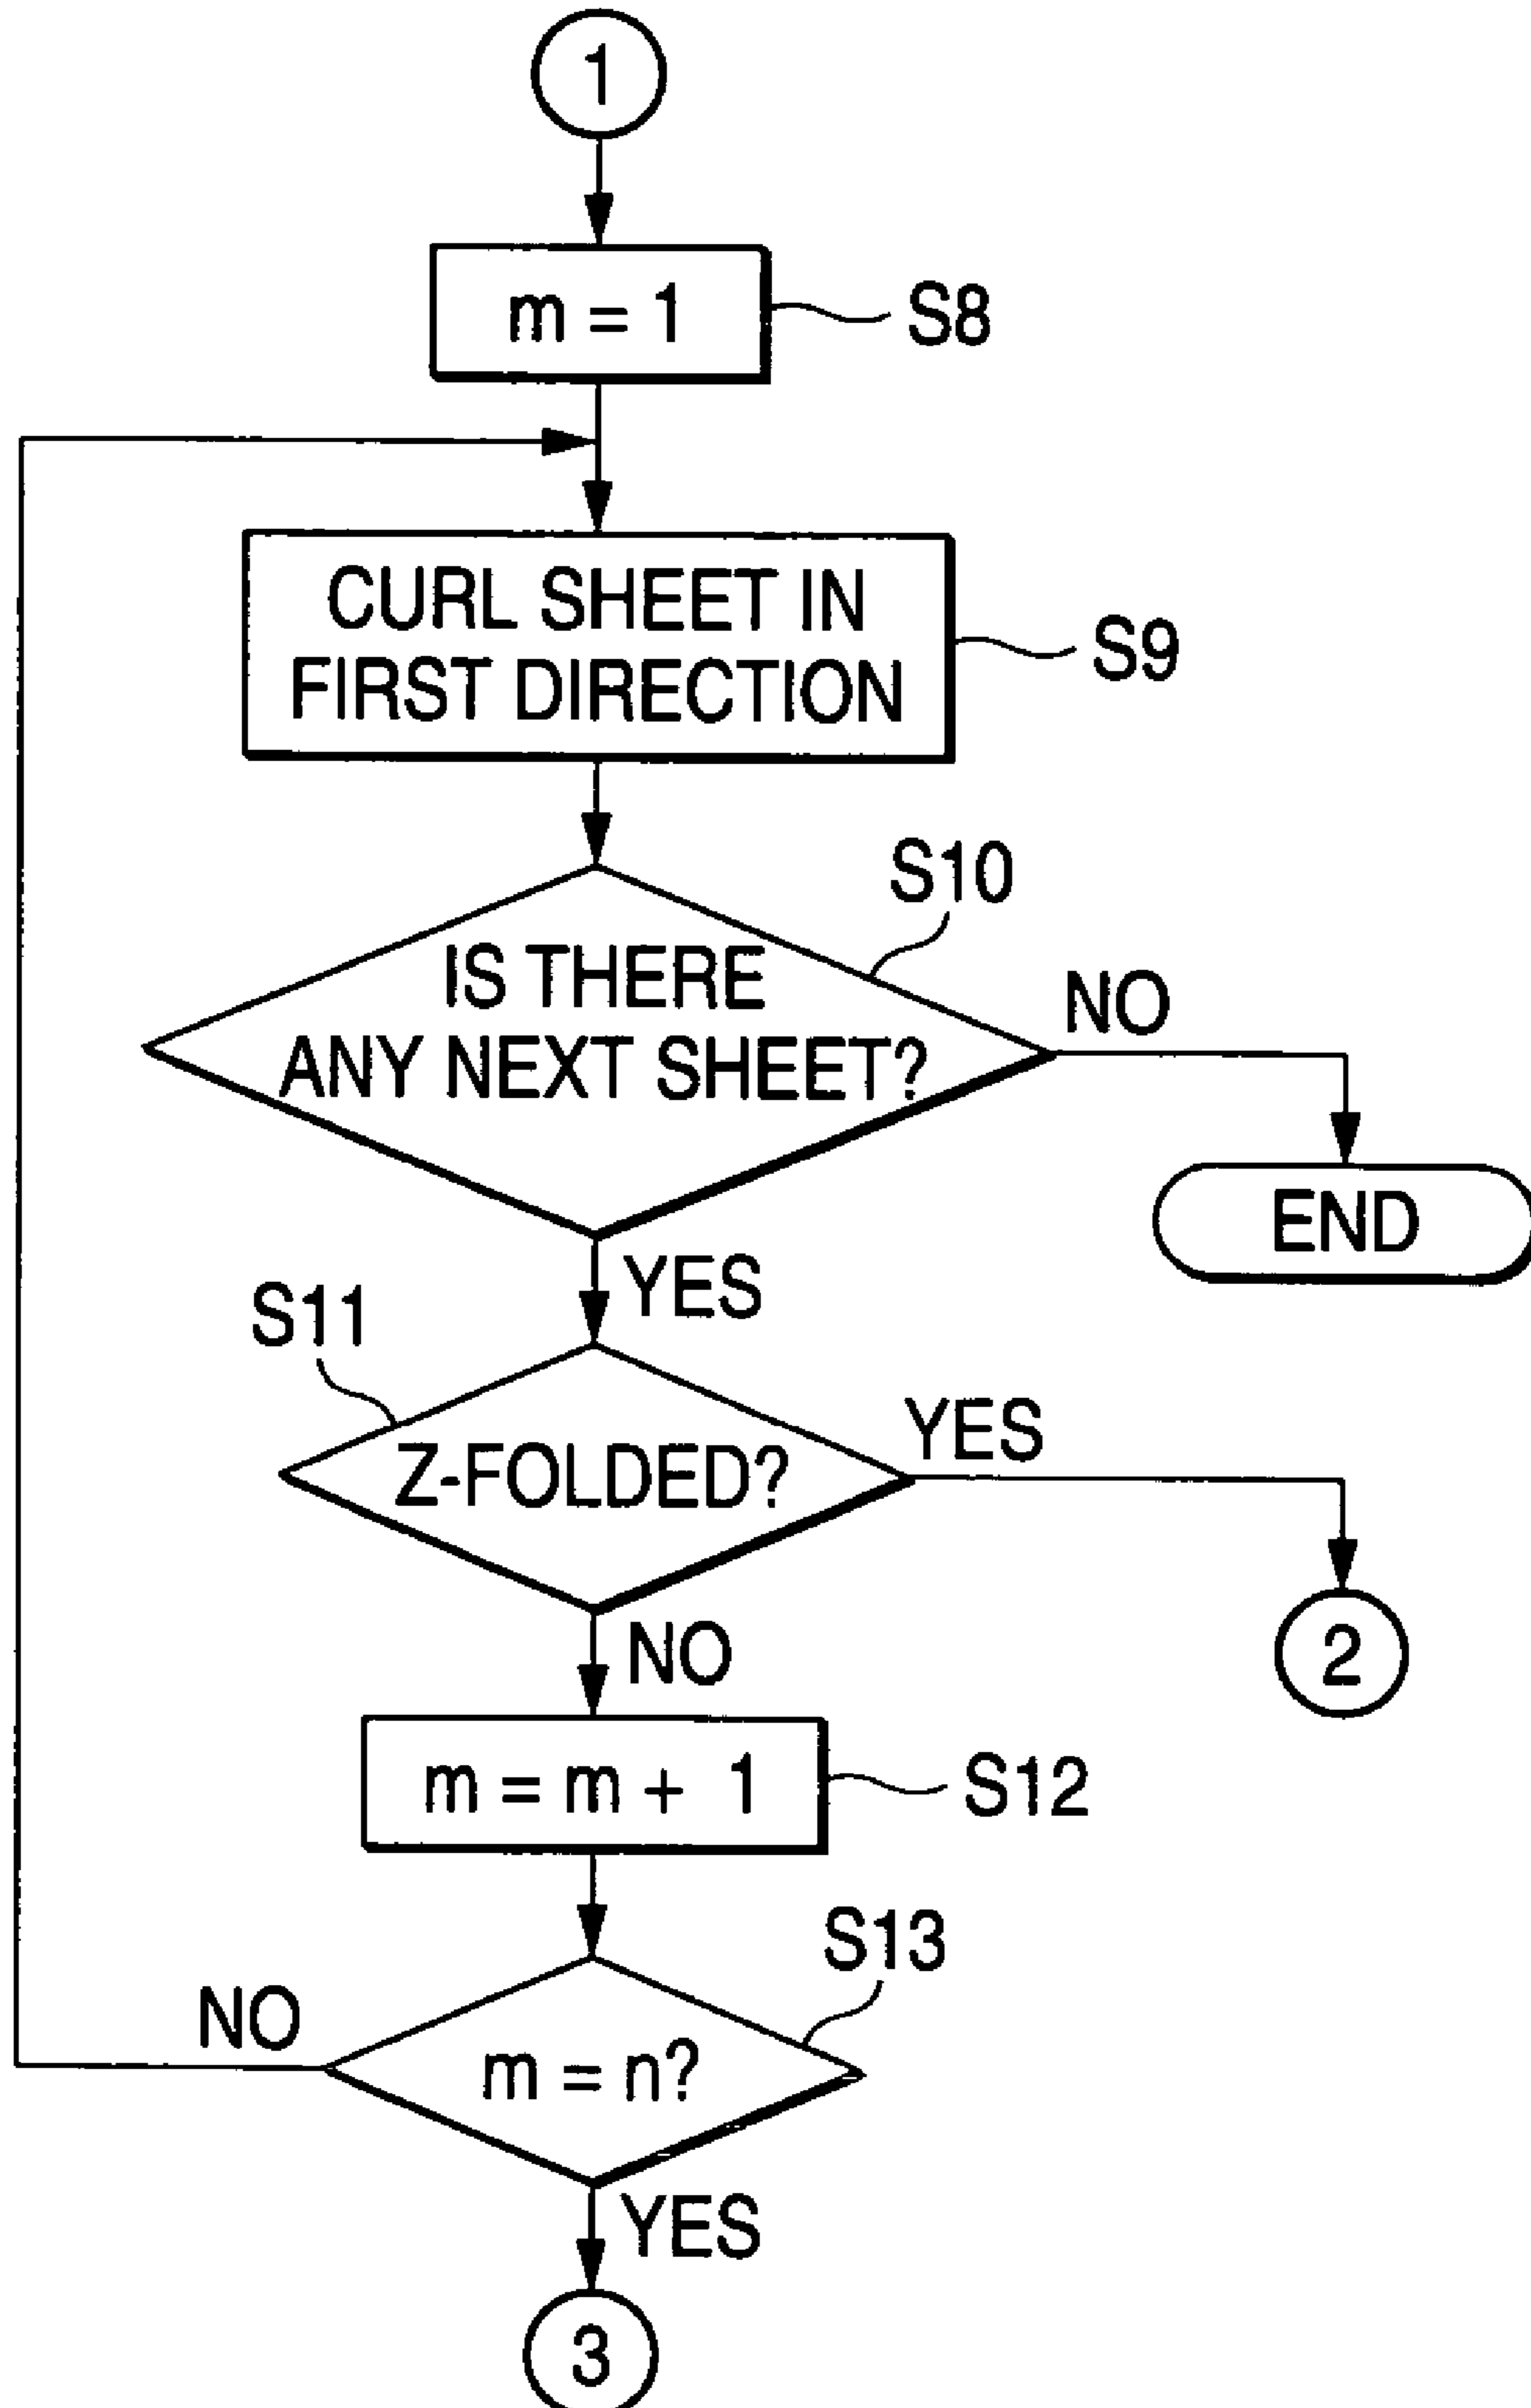 1
m = 1
S8
CURL SHEET IN
FIRST DIRECTION
S9
S10
IS THERE
ANY NEXT SHEET?
NO
END
YES
S11
Z-FOLDED?
YES
2
NO
m = m + 1
S12
S13
NO
m = n?
YES
3